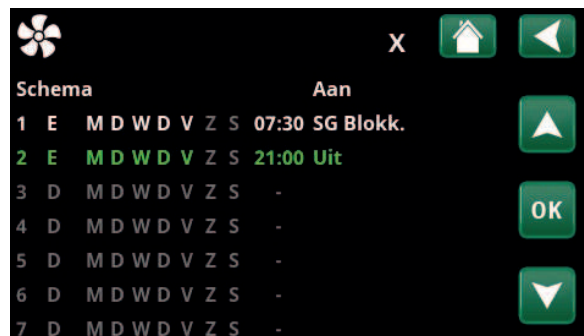 X
Schema Aan
1 E M D W D V Z S 07:30 SG Blokk.
2 E M D W D V Z S 21:00 Uit
3 D M D W D V Z S -
4 D M D W D V Z S -
OK
5 D M D W D V Z S -
6 D M D W D V Z S -
7 D M D W D V Z S -